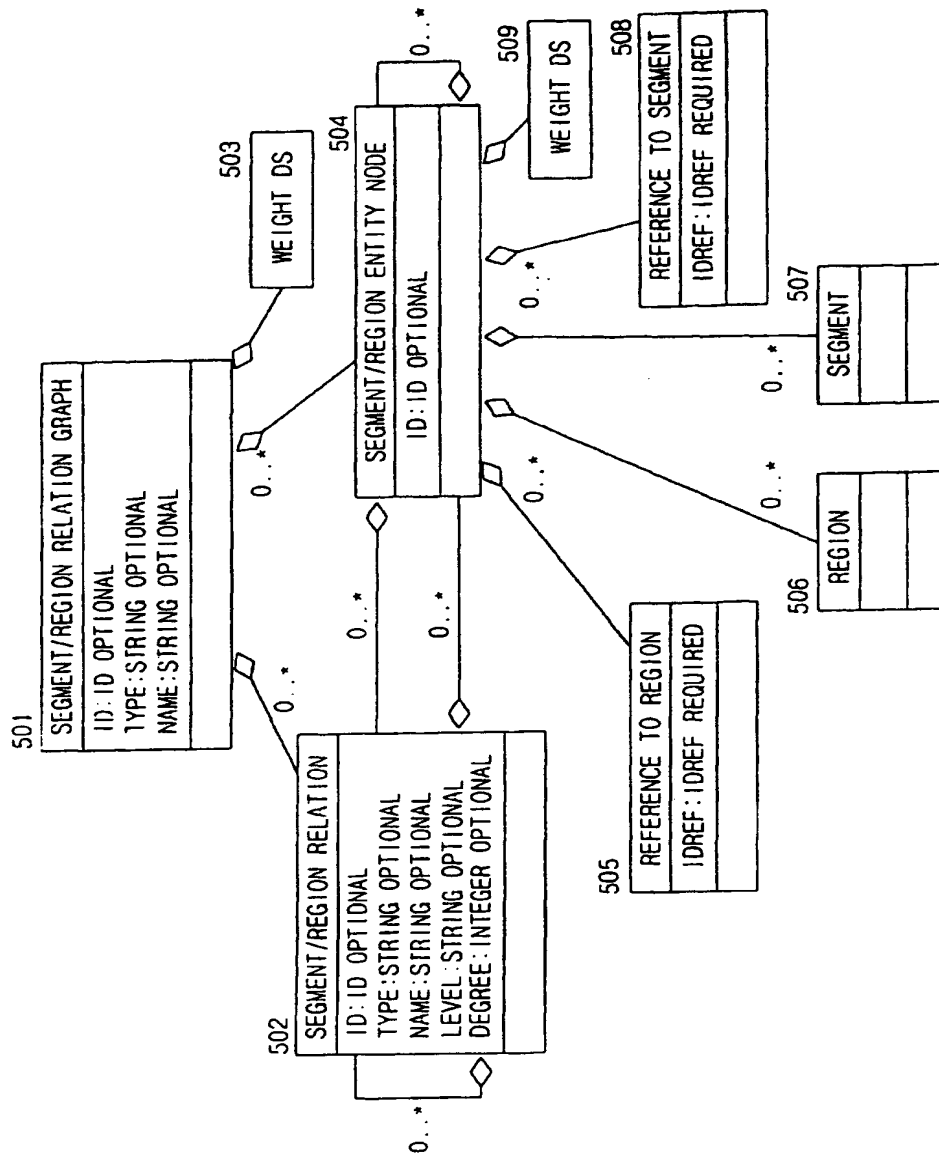 501
SEGMENT/REGION RELATION GRAPH
ID:ID OPTIONAL
TYPE:STRING OPTIONAL
NAME:STRING OPTIONAL
503
WEIGHT DS
0...*
0...*
502
SEGMENT/REGION RELATION
ID:ID OPTIONAL
TYPE:STRING OPTIONAL
NAME:STRING OPTIONAL
LEVEL:STRING OPTIONAL
DEGREE:INTEGER OPTIONAL
0...*
0...*
0...*
504
SEGMENT/REGION ENTITY NODE
ID:ID OPTIONAL
0...*
509
WEIGHT DS
0...*
0...*
505
REFERENCE TO REGION
IDREF:IDREF REQUIRED
0...*
506
REGION
0...*
507
SEGMENT
508
REFERENCE TO SEGMENT
IDREF:IDREF REQUIRED